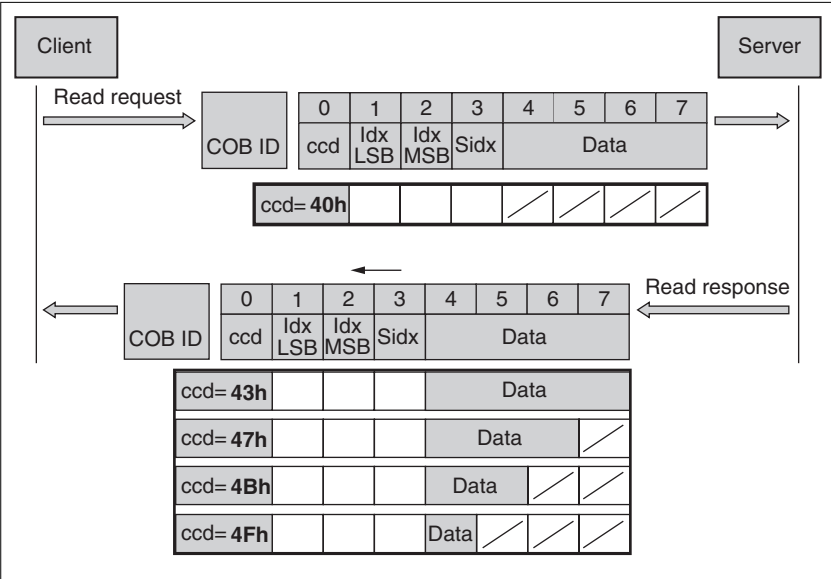 Client
Server
Read request
COB ID
0 1 2 3 4 5 6 7
ccd Idx LSB Idx MSB Sidx Data
ccd= 40h
Read response
COB ID
0 1 2 3 4 5 6 7
ccd Idx LSB Idx MSB Sidx Data
ccd= 43h Data
ccd= 47h Data
ccd= 4Bh Data
ccd= 4Fh Data